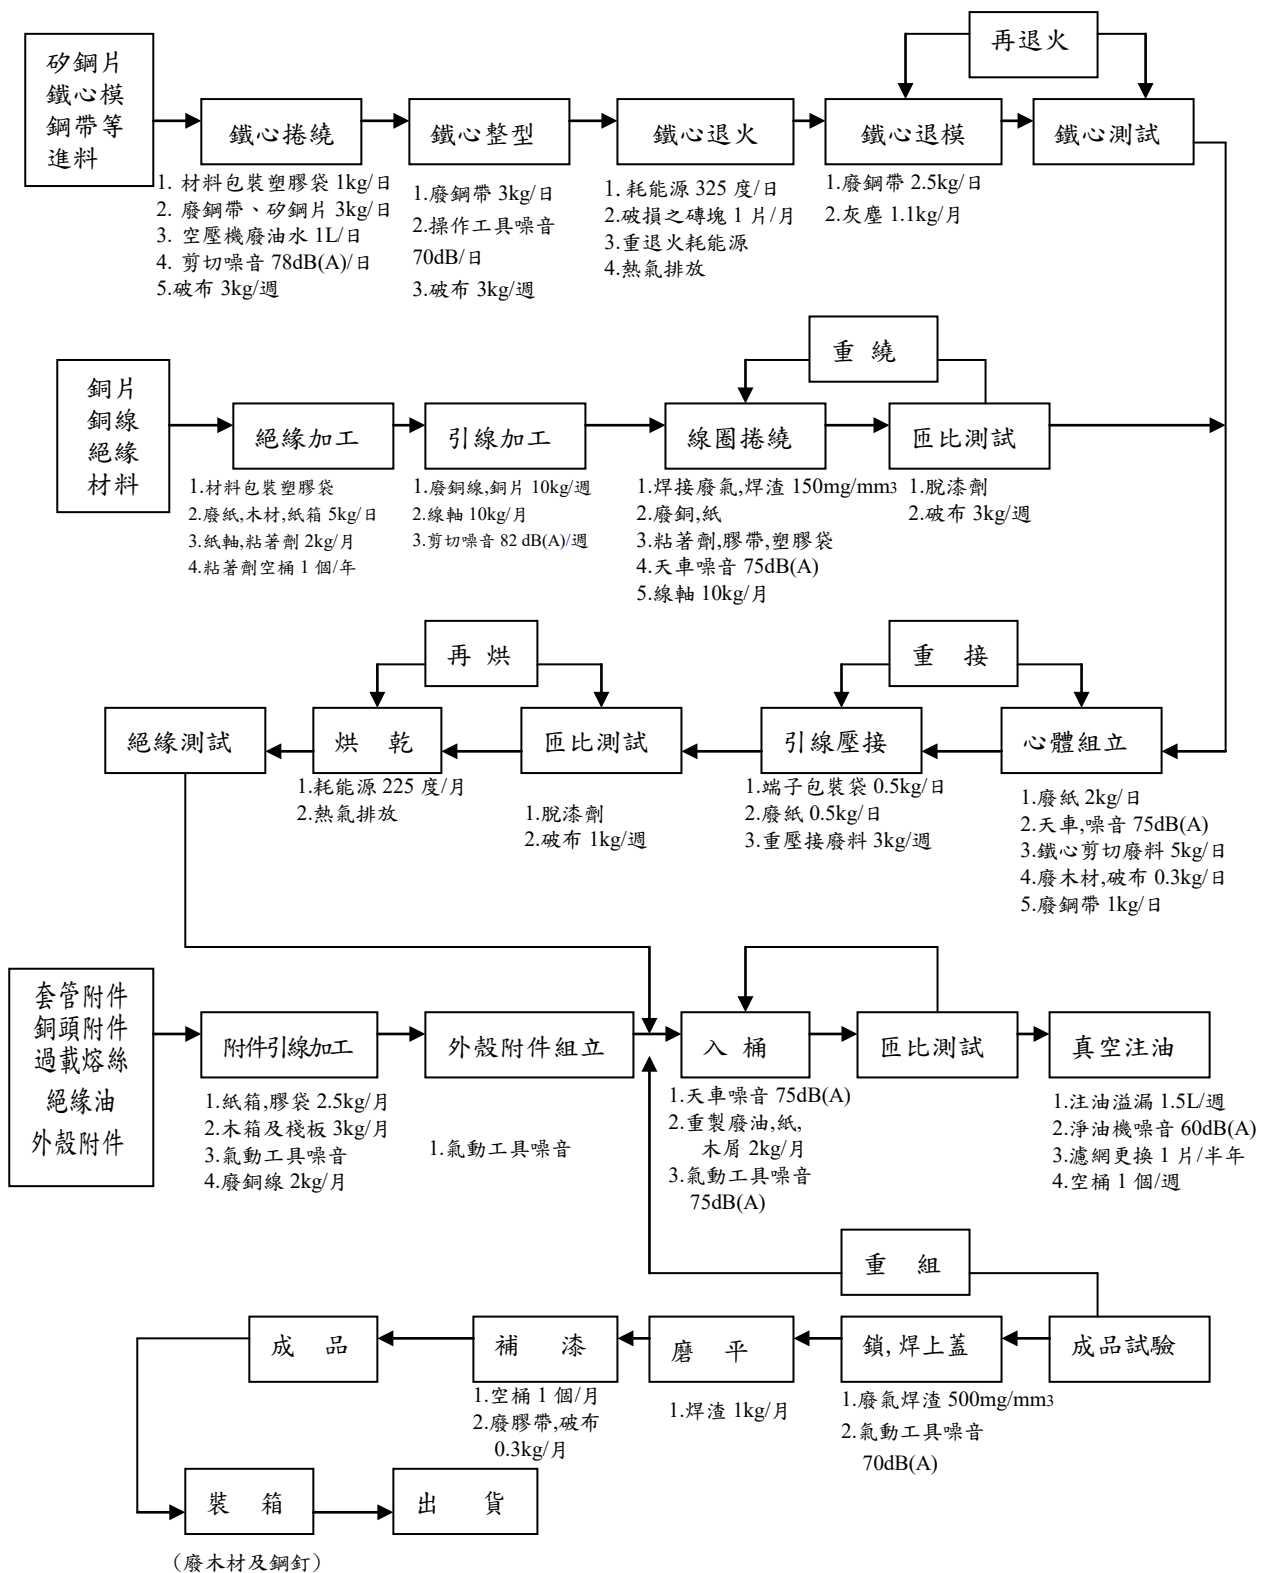 再退火
矽鋼片
鐵心模
鋼帶等
進料
鐵心捲繞
鐵心整型
鐵心退火
鐵心退模
鐵心測試
1. 材料包裝塑膠袋 1kg/日
2. 廢鋼帶、矽鋼片 3kg/日
3. 空壓機廢油水 1L/日
4. 剪切噪音 78dB(A)/日
5.破布 3kg/週
1.廢鋼帶 3kg/日
2.操作工具噪音
70dB/日
3.破布 3kg/週
1. 耗能源 325 度/日
2.破損之磚塊 1 片/月
3.重退火耗能源
4.熱氣排放
1.廢鋼帶 2.5kg/日
2.灰塵 1.1kg/月
重 繞
銅片
銅線
絕緣
材料
絕緣加工
引線加工
線圈捲繞
匝比測試
1.材料包裝塑膠袋
2.廢紙,木材,紙箱 5kg/日
3.紙軸,粘著劑 2kg/月
4.粘著劑空桶 1 個/年
1.廢銅線,銅片 10kg/週
2.線軸 10kg/月
3.剪切噪音 82 dB(A)/週
1.焊接廢氣,焊渣 150mg/mm3
2.廢銅,紙
3.粘著劑,膠帶,塑膠袋
4.天車噪音 75dB(A)
5.線軸 10kg/月
1.脫漆劑
2.破布 3kg/週
再 烘
重 接
絕緣測試
烘 乾
匝比測試
引線壓接
心體組立
1.耗能源 225 度/月
2.熱氣排放
1.脫漆劑
2.破布 1kg/週
1.端子包裝袋 0.5kg/日
2.廢紙 0.5kg/日
3.重壓接廢料 3kg/週
1.廢紙 2kg/日
2.天車,噪音 75dB(A)
3.鐵心剪切廢料 5kg/日
4.廢木材,破布 0.3kg/日
5.廢鋼帶 1kg/日
套管附件
銅頭附件
過載熔絲
絕緣油
外殼附件
附件引線加工
外殼附件組立
入 桶
匝比測試
真空注油
1.紙箱,膠袋 2.5kg/月
2.木箱及棧板 3kg/月
3.氣動工具噪音
4.廢銅線 2kg/月
1.氣動工具噪音
1.天車噪音 75dB(A)
2.重製廢油,紙,
木屑 2kg/月
3.氣動工具噪音
75dB(A)
1.注油溢漏 1.5L/週
2.淨油機噪音 60dB(A)
3.濾網更換 1 片/半年
4.空桶 1 個/週
重 組
成 品
補 漆
磨 平
鎖,焊上蓋
成品試驗
1.空桶 1 個/月
2.廢膠帶,破布
0.3kg/月
1.焊渣 1kg/月
1.廢氣焊渣 500mg/mm3
2.氣動工具噪音
70dB(A)
裝 箱
出 貨
(廢木材及鋼釘)